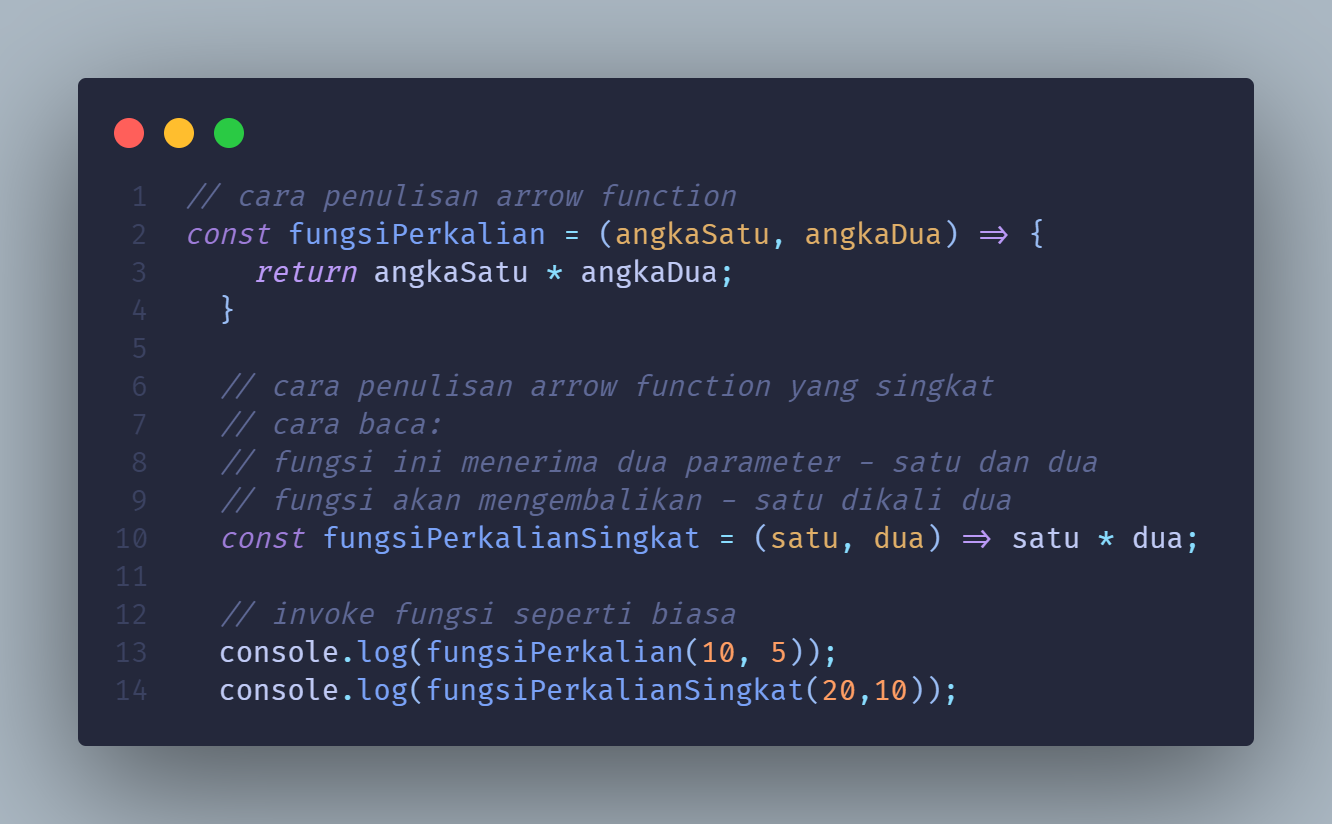 1 // cara penulisan arrow function
2 const fungsiPerkalian = (angkaSatu, angkaDua) => {
3     return angkaSatu * angkaDua;
4   }
5
6   // cara penulisan arrow function yang singkat
7   // cara baca:
8   // fungsi ini menerima dua parameter - satu dan dua
9   // fungsi akan mengembalikan - satu dikali dua
10   const fungsiPerkalianSingkat = (satu, dua) => satu * dua;
11
12   // invoke fungsi seperti biasa
13   console.log(fungsiPerkalian(10, 5));
14   console.log(fungsiPerkalianSingkat(20,10));